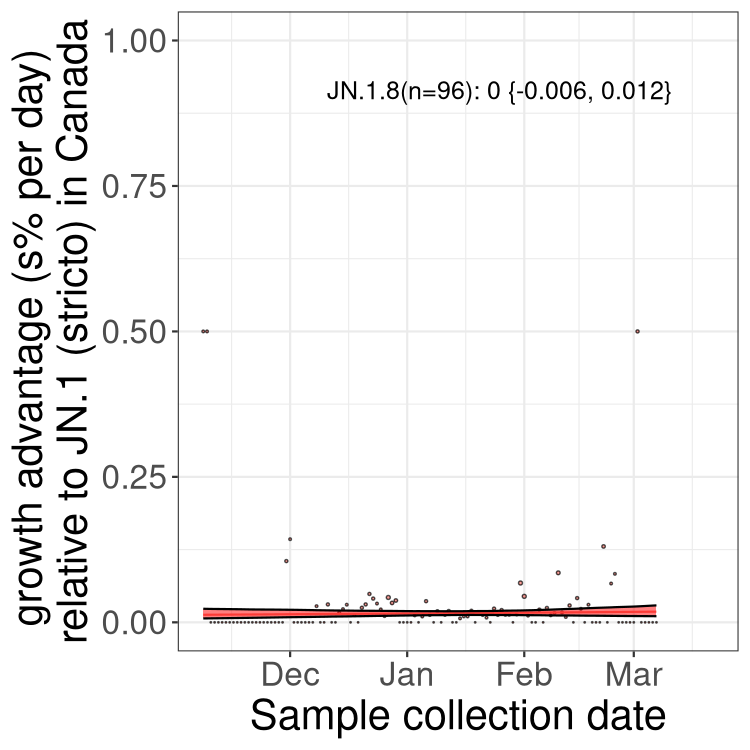 growth advantage (s% per day)
relative to JN.1 (stricto) in Canada
1.00
0.75
0.50
0.25
0.00
JN.1.8(n=96): 0 {-0.006, 0.012}
Dec Jan Feb Mar
Sample collection date